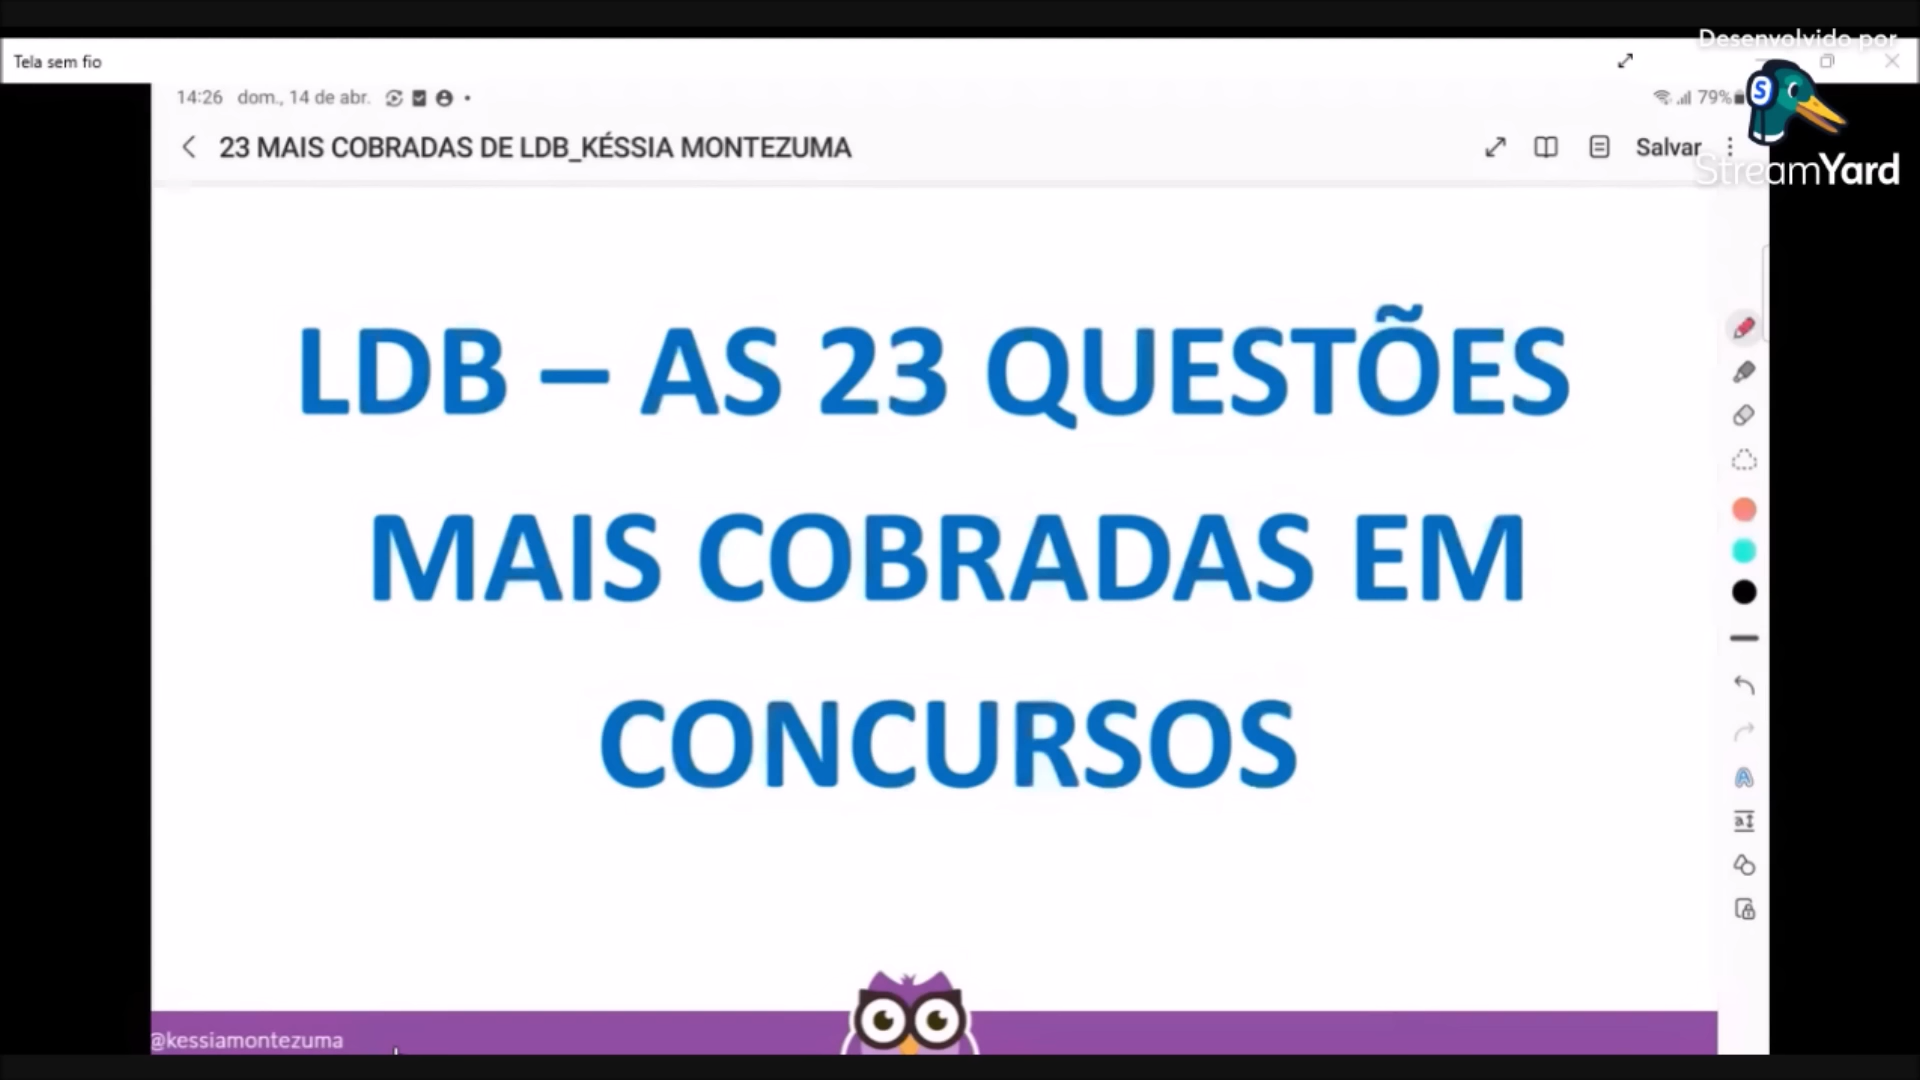 Desenvolvido por
Tela sem fio
14:26 dom., 14 de abr.
79%
23 MAIS COBRADAS DE LDB_KÉSSIA MONTEZUMA
Salvar
StreamYard
LDB – AS 23 QUESTÕES
MAIS COBRADAS EM
CONCURSOS
@kessiamontezuma